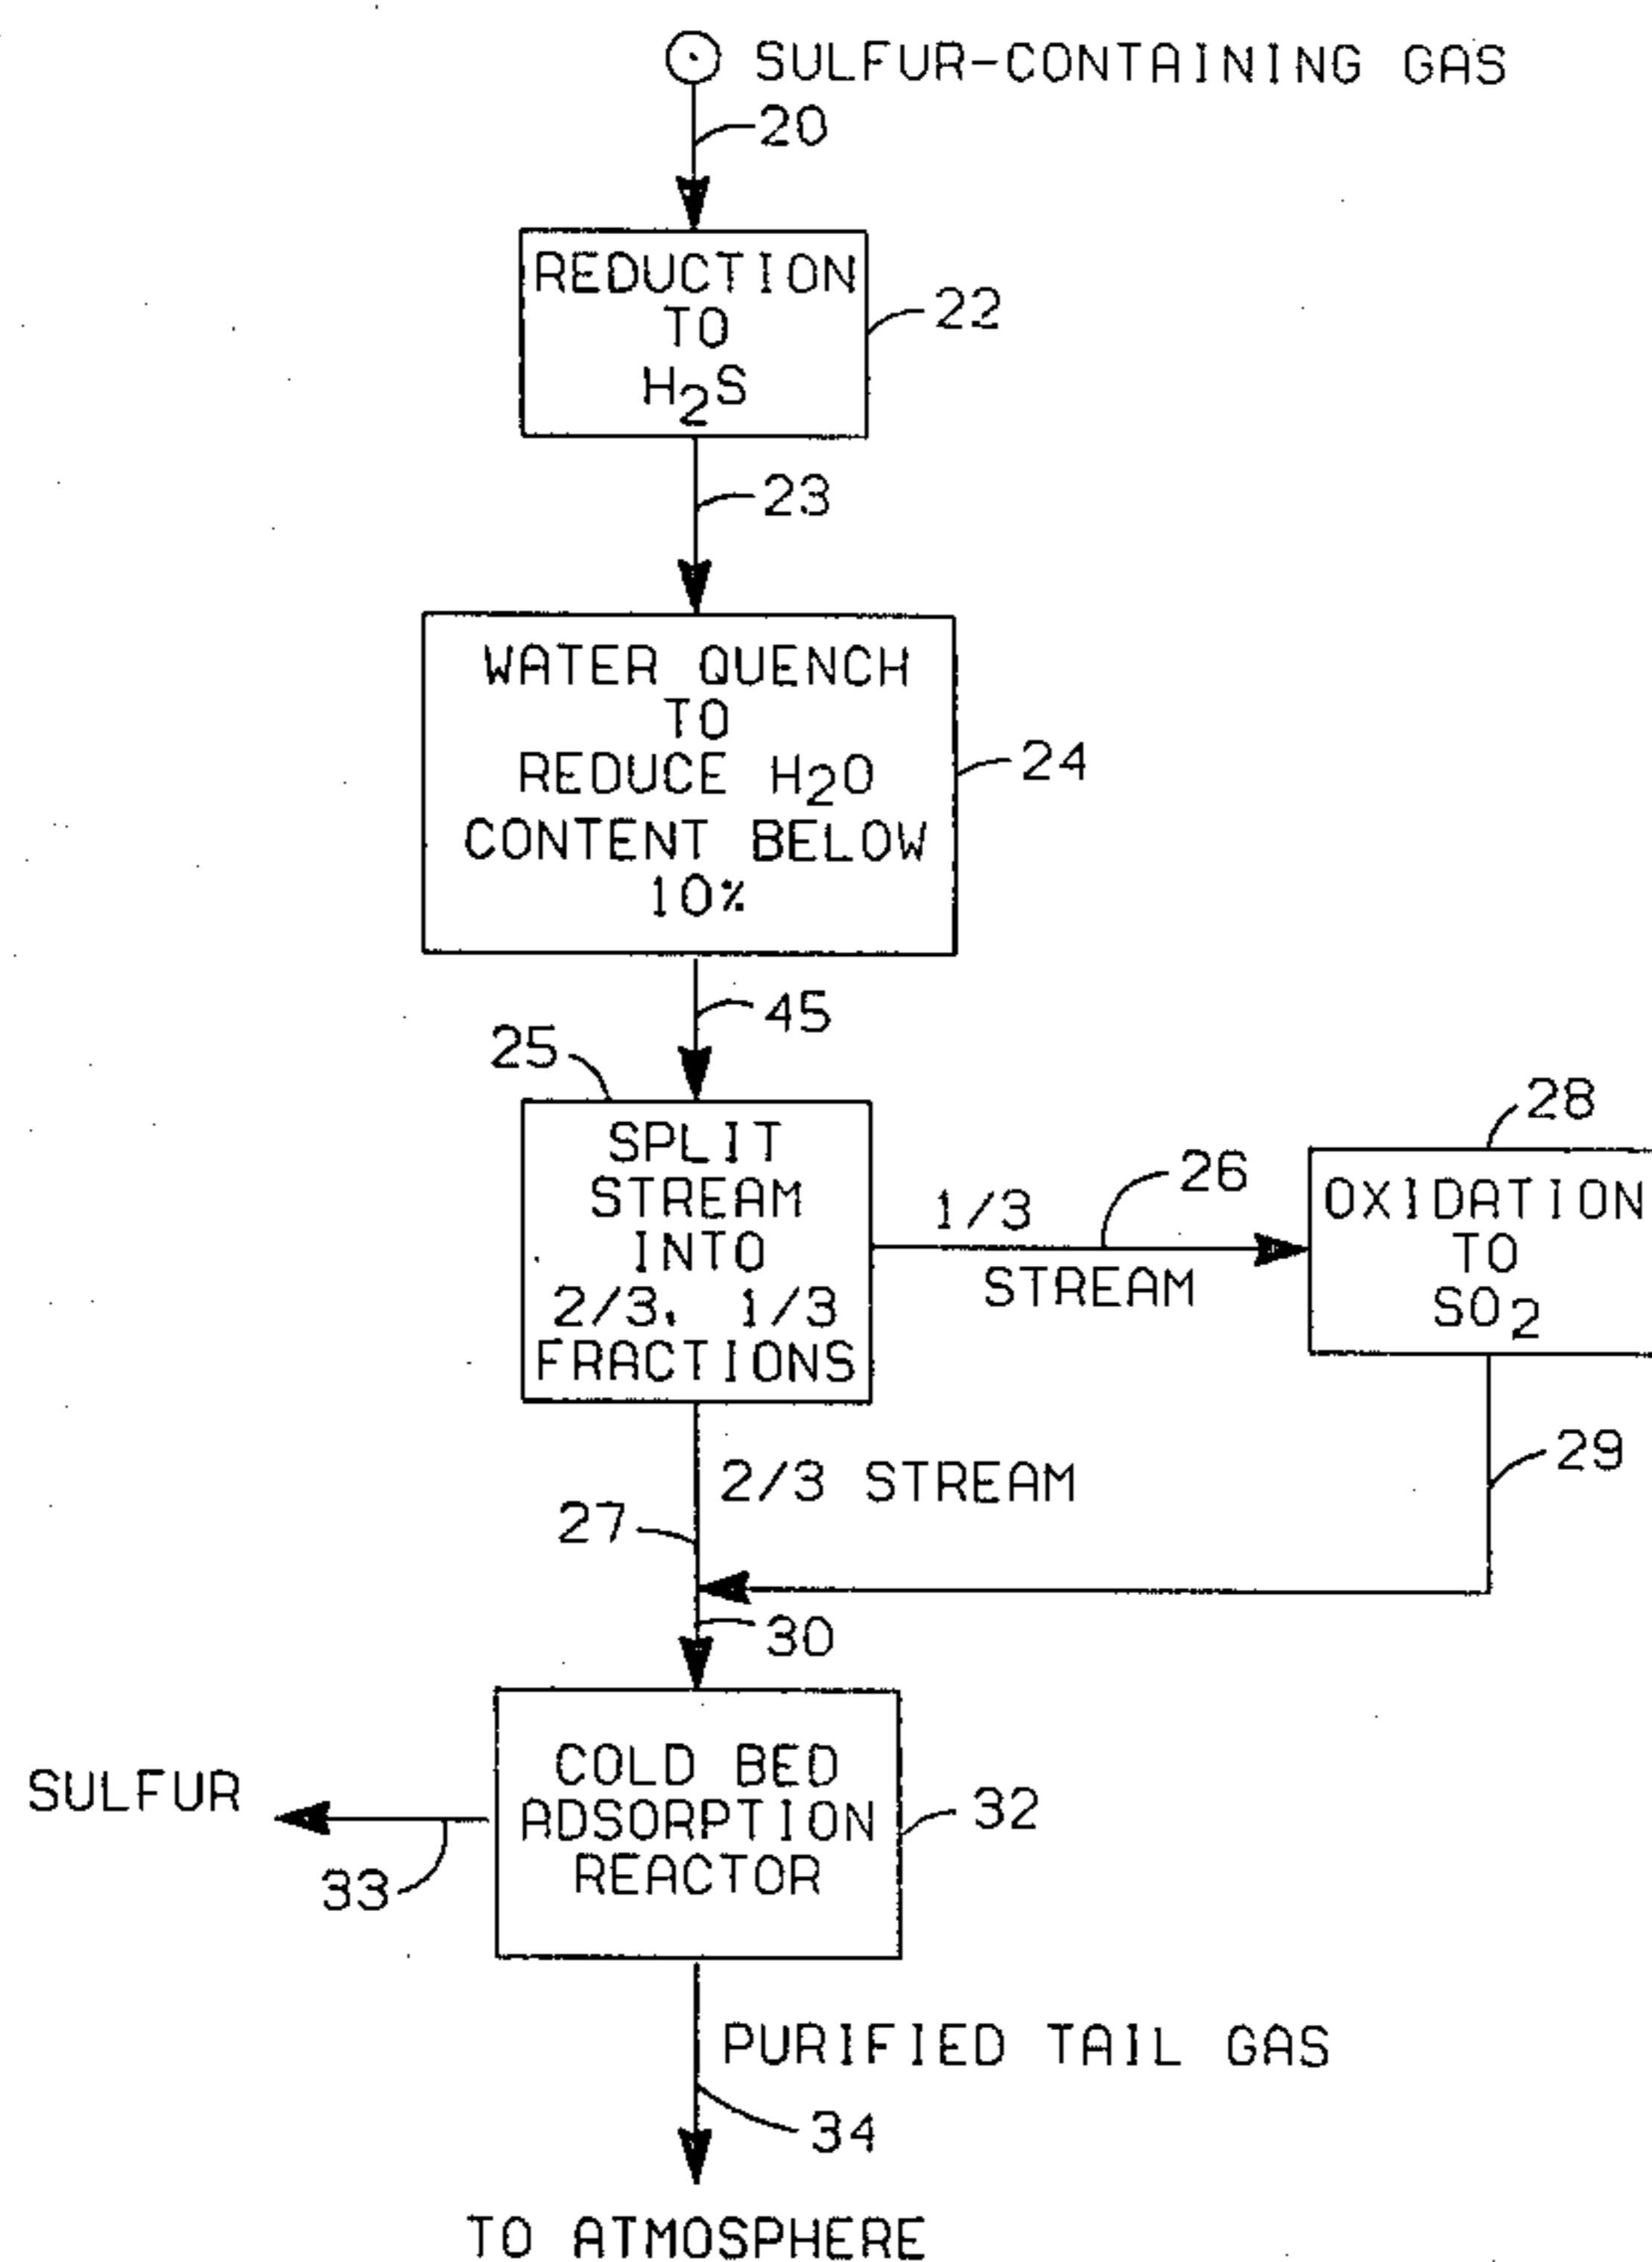 SULFUR-CONTAINING GAS
20
REDUCTION
TO
H2S
22
23
WATER QUENCH
TO
REDUCE H2O
CONTENT BELOW
10%
24
45
25
SPLIT
STREAM
INTO
2/3, 1/3
FRACTIONS
1/3
STREAM
26
28
OXIDATION
TO
SO2
29
2/3 STREAM
27
30
COLD BED
ADSORPTION
REACTOR
32
SULFUR
33
PURIFIED TAIL GAS
34
TO ATMOSPHERE